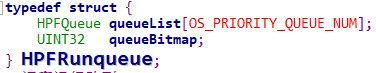 typedef struct {
    HPFQueue queueList[OS_PRIORITY_QUEUE_NUM];
    UINT32   queueBitmap;
} HPFRunqueue;